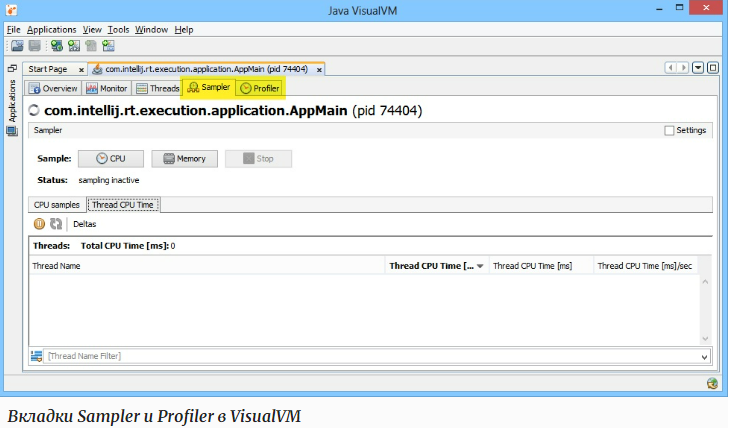 Java VisualVM
File Applications View Tools Window Help
Start Page x com.intellij.rt.execution.application.AppMain (pid 74404) x
Applications
Overview Monitor Threads Sampler Profiler
com.intellij.rt.execution.application.AppMain (pid 74404)
Sampler Settings
Sample: CPU Memory Stop
Status: sampling inactive
CPU samples Thread CPU Time
Deltas
Threads: Total CPU Time [ms]: 0
Thread Name Thread CPU Time [... Thread CPU Time [ms] Thread CPU Time [ms]/sec
[Thread Name Filter]
Вкладки Sampler и Profiler в VisualVM